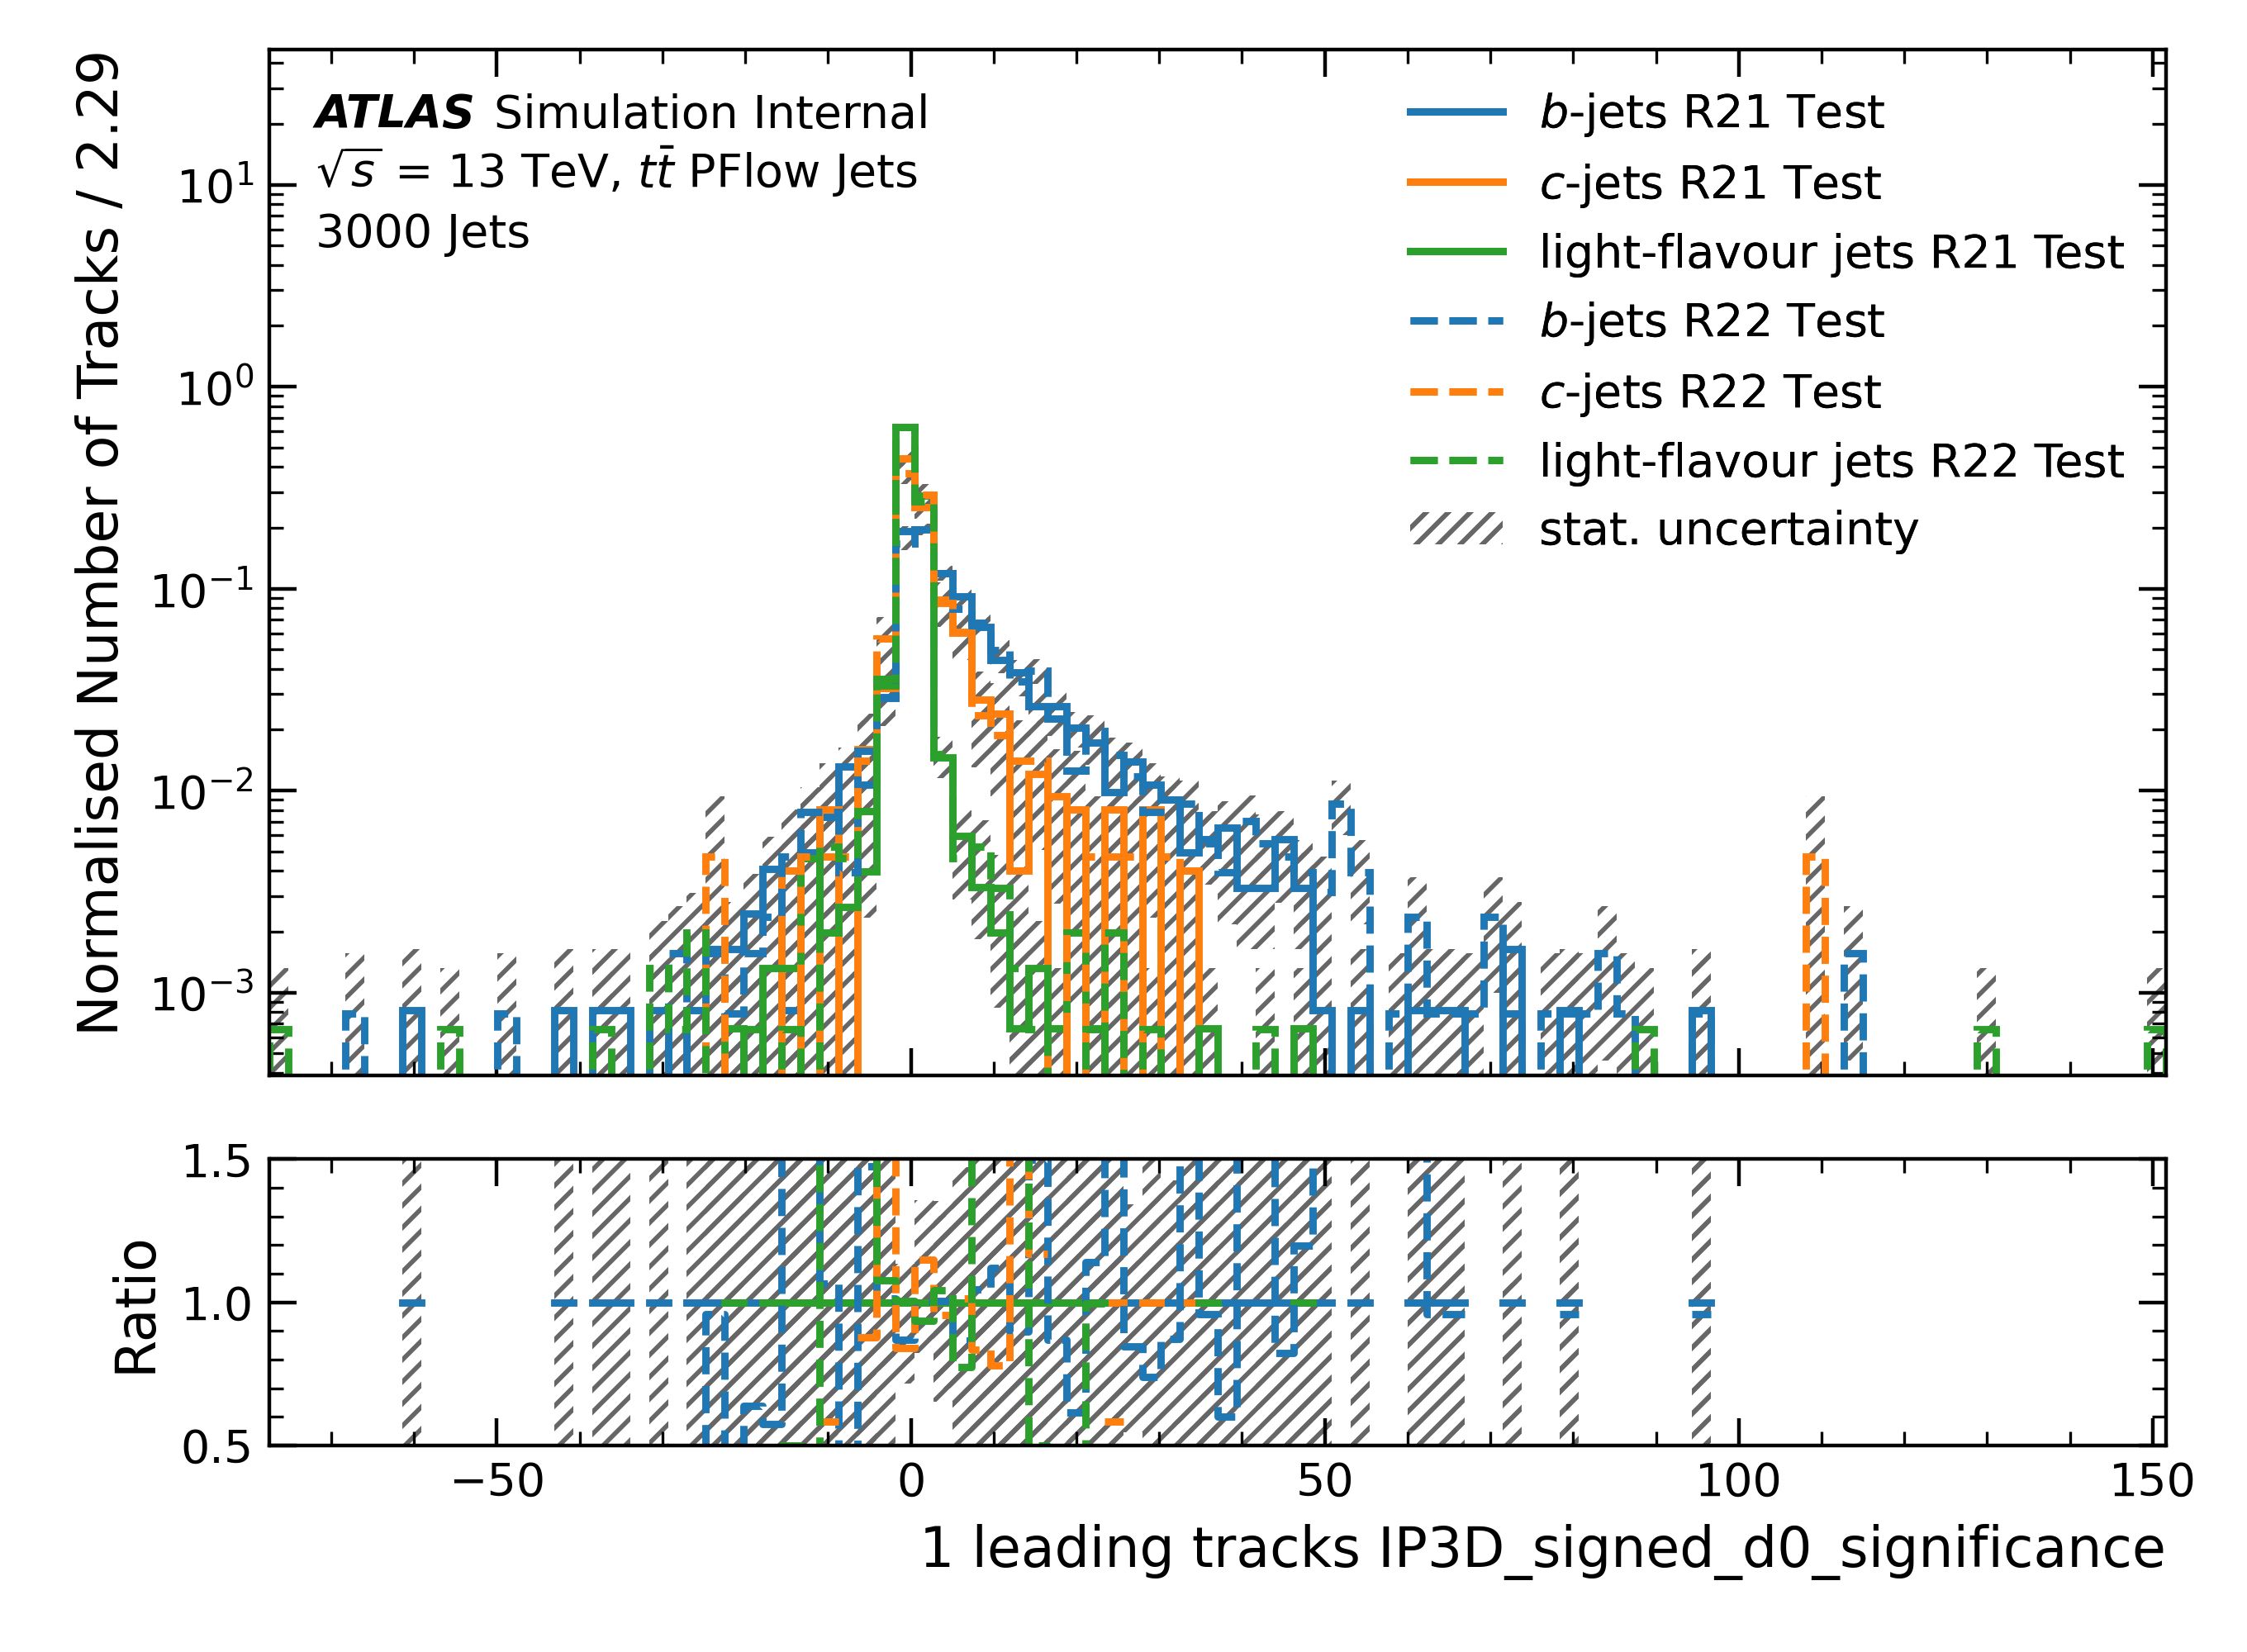 Normalised Number of Tracks / 2.29
ATLAS Simulation Internal
√s = 13 TeV, tt̄ PFlow Jets
3000 Jets
b-jets R21 Test
c-jets R21 Test
light-flavour jets R21 Test
b-jets R22 Test
c-jets R22 Test
light-flavour jets R22 Test
stat. uncertainty
10¹
10⁰
10⁻¹
10⁻²
10⁻³
Ratio
1.5
1.0
0.5
−50 0 50 100 150
1 leading tracks IP3D_signed_d0_significance